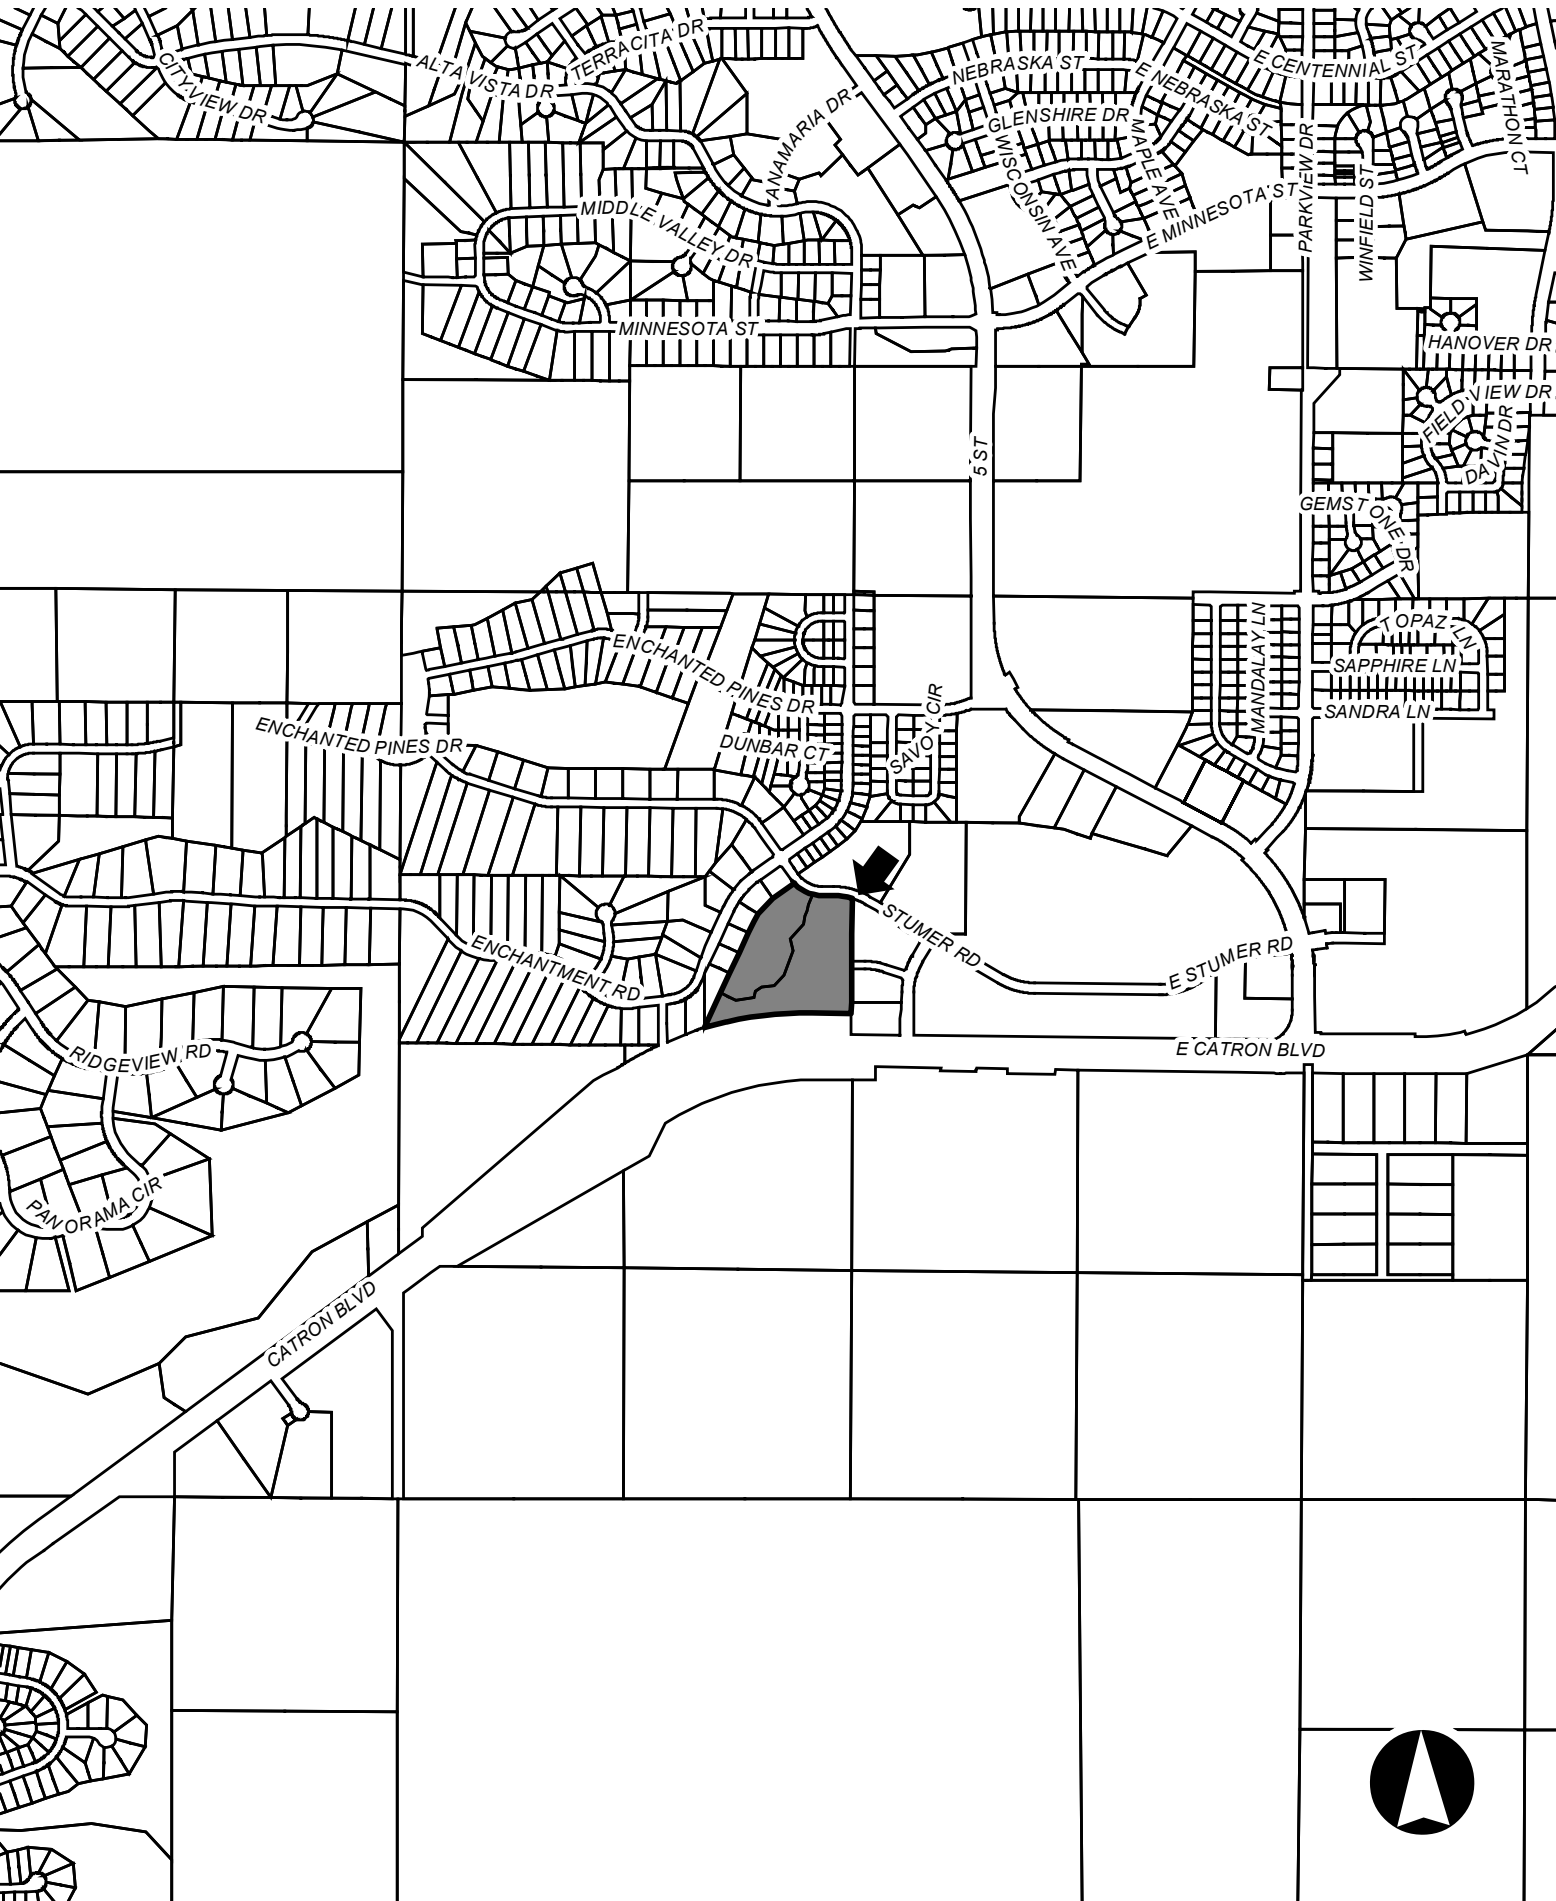 TERRACITA DR
CITY VIEW DR
ALTA VISTA DR
NEBRASKA ST
E NEBRASKA ST
E CENTENNIAL ST
MARATHON CT
ANAMARIA DR
GLENSHIRE DR
WISCONSIN AVE
MAPLE AVE
PARKVIEW DR
WINFIELD ST
E MINNESOTA ST
MIDDLE VALLEY DR
MINNESOTA ST
HANOVER DR
FIELD VIEW DR
DAVIN DR
5 ST
GEMSTONE DR
TOPAZ LN
MANDALAY LN
SAPPHIRE LN
SANDRA LN
ENCHANTED PINES DR
ENCHANTED PINES DR
DUNBAR CT
SAVOY CIR
STUMER RD
E STUMER RD
ENCHANTMENT RD
E CATRON BLVD
RIDGEVIEW RD
PANORAMA CIR
CATRON BLVD